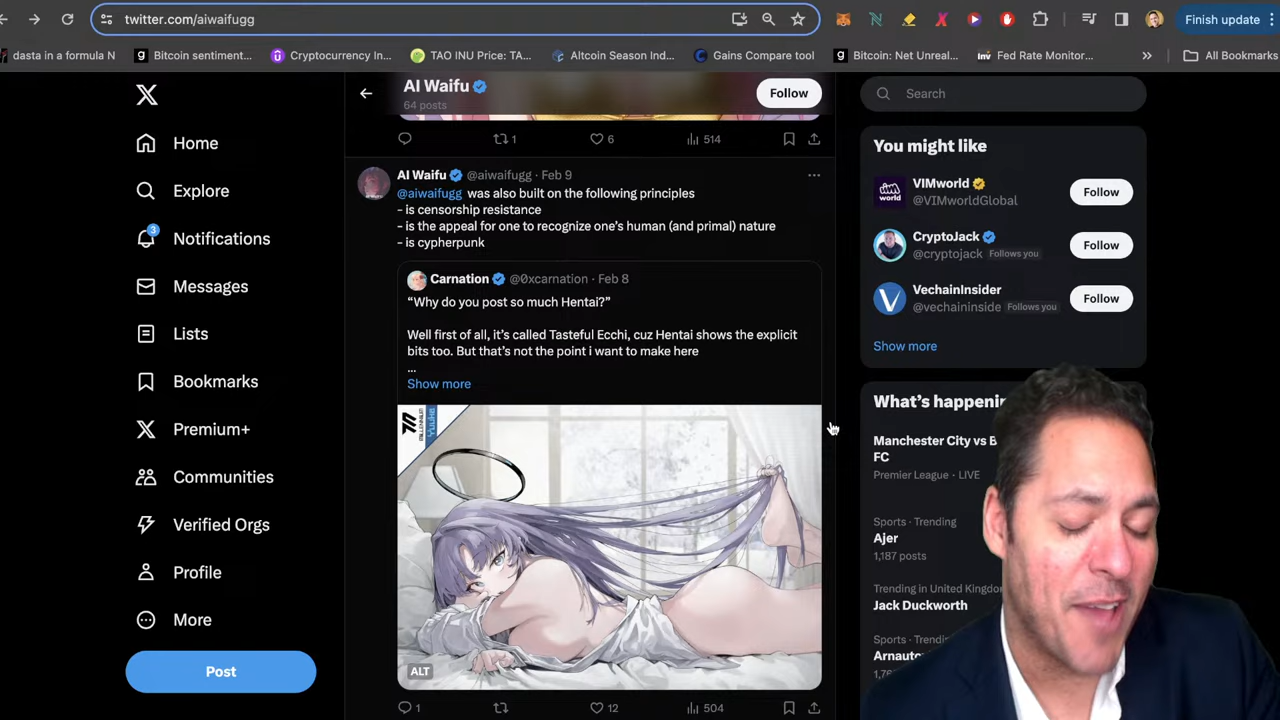 twitter.com/aiwaifugg
Finish update
dasta in a formula N
Bitcoin sentiment...
Cryptocurrency In...
TAO INU Price: TA...
Altcoin Season Ind...
Gains Compare tool
Bitcoin: Net Unreal...
Fed Rate Monitor...
All Bookmarks
Home
Explore
3
Notifications
Messages
Lists
Bookmarks
Premium+
Communities
Verified Orgs
Profile
More
Post
AI Waifu
64 posts
Follow
1
6
514
AI Waifu @aiwaifugg · Feb 9
@aiwaifugg was also built on the following principles
- is censorship resistance
- is the appeal for one to recognize one's human (and primal) nature
- is cypherpunk
Carnation @0xcarnation · Feb 8
“Why do you post so much Hentai?”
Well first of all, it's called Tasteful Ecchi, cuz Hentai shows the explicit
bits too. But that's not the point i want to make here
...
Show more
ALT
1
12
504
Search
You might like
VIMworld
@VIMworldGlobal
Follow
CryptoJack
@cryptojack Follows you
Follow
VechainInsider
@vechaininside Follows you
Follow
Show more
What's happenin
Manchester City vs B
FC
Premier League · LIVE
Sports · Trending
Ajer
1,187 posts
Trending in United Kingdo
Jack Duckworth
Sports · Trending
Arnauto